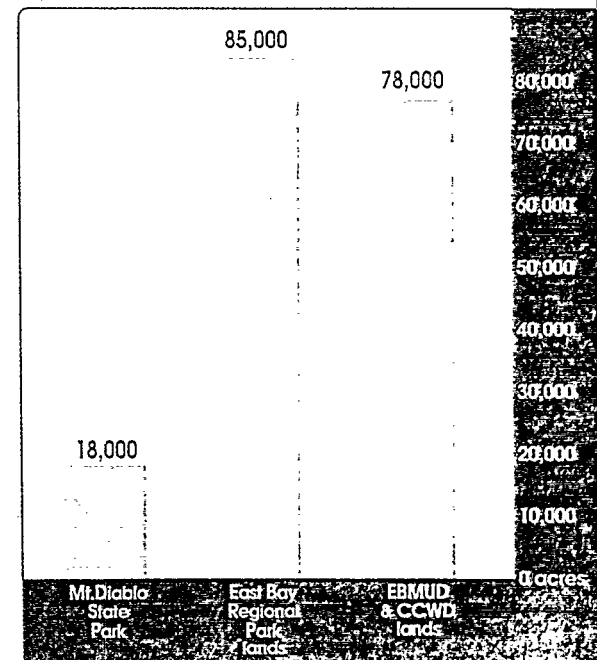 85,000
78,000
18,000
80,000
70,000
60,000
50,000
40,000
30,000
20,000
10,000
0 acres
Mt.Diablo
State
Park
East Bay
Regional
Park
lands
EBMUD
& CCWD
lands